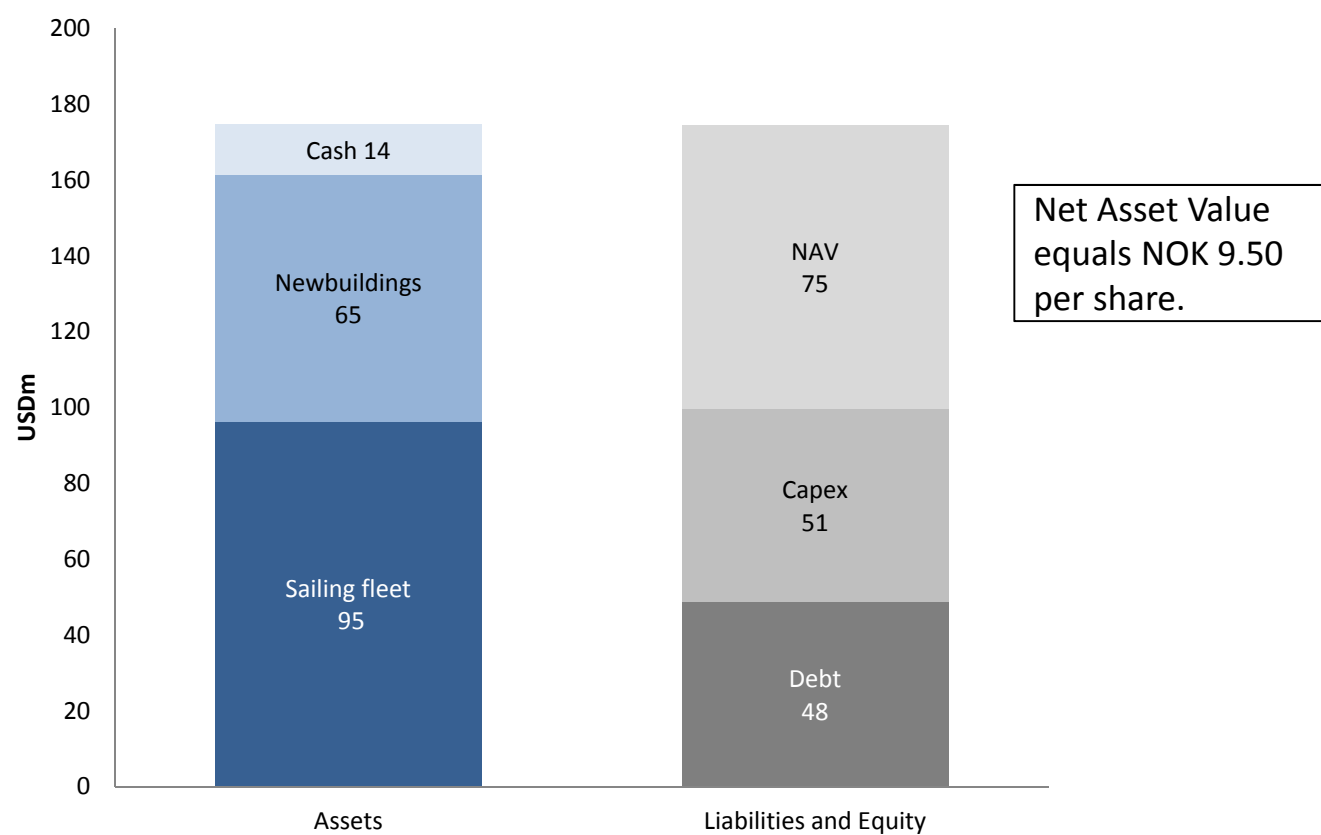 USDm
200
180
160
140
120
100
80
60
40
20
0
Cash 14
Newbuildings
65
Sailing fleet
95
NAV
75
Capex
51
Debt
48
Assets
Liabilities and Equity
Net Asset Value
equals NOK 9.50
per share.